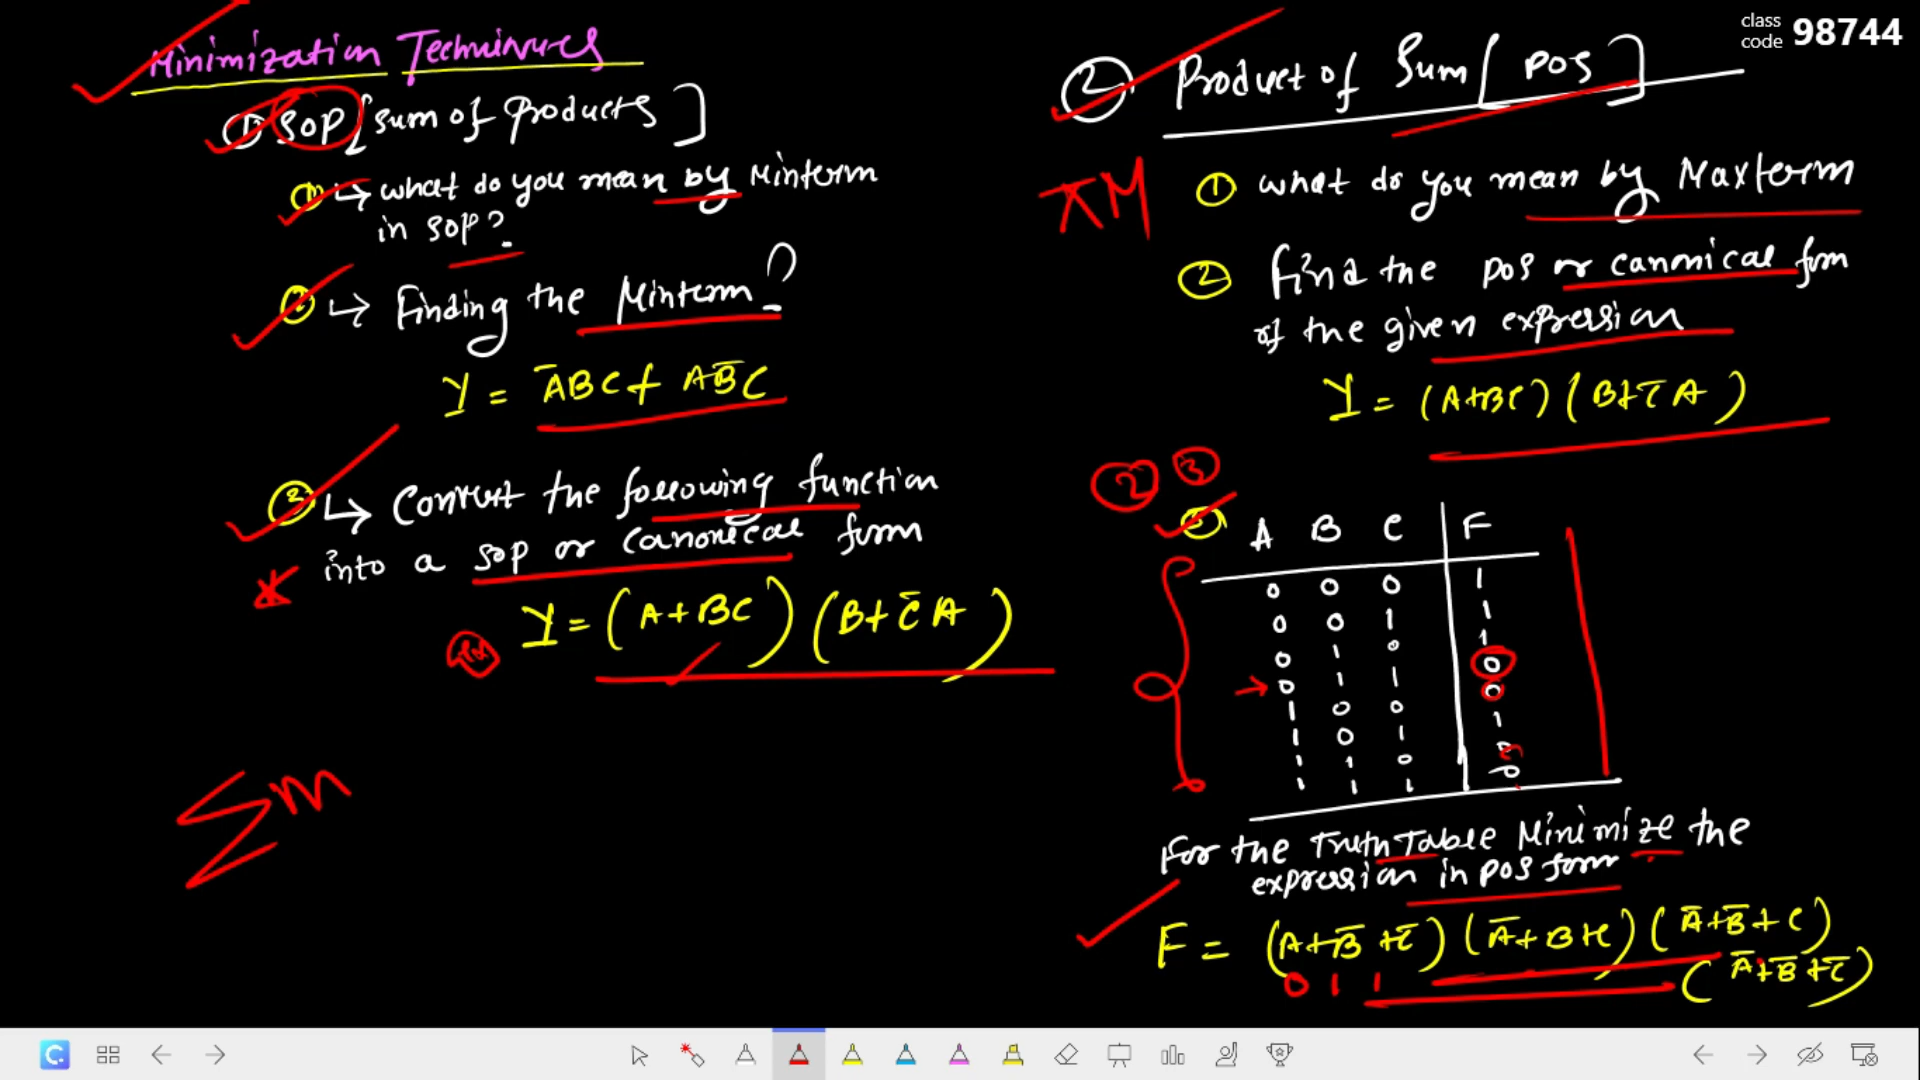 class code 98744
Minimization Techniques
① SOP [Sum of Products]
① ↳ what do you mean by Minterm
in SOP?
② ↳ Finding the Minterm?
Y = A̅BC + AB̅C
③ ↳ Convert the following function
into a SOP or Canonical form
Y = (A+BC) (B+C̅A)
Σm
② Product of Sum [POS]
πM
① what do you mean by Maxterm
② Find the POS or canonical form
of the given expression
Y = (A+BC) (B+C̅A)
② ③
A B C F
0 0 0 1
0 0 1 1
0 1 0 1
→ 0 1 1 0
1 0 0 0
1 0 1 1
1 1 0 0
1 1 1 0
For the Truth Table Minimize the
expression in POS form
F = (A+B̅+C̅) (A̅+B+C) (A̅+B̅+C)
(A̅+B̅+C̅)
0 1 1